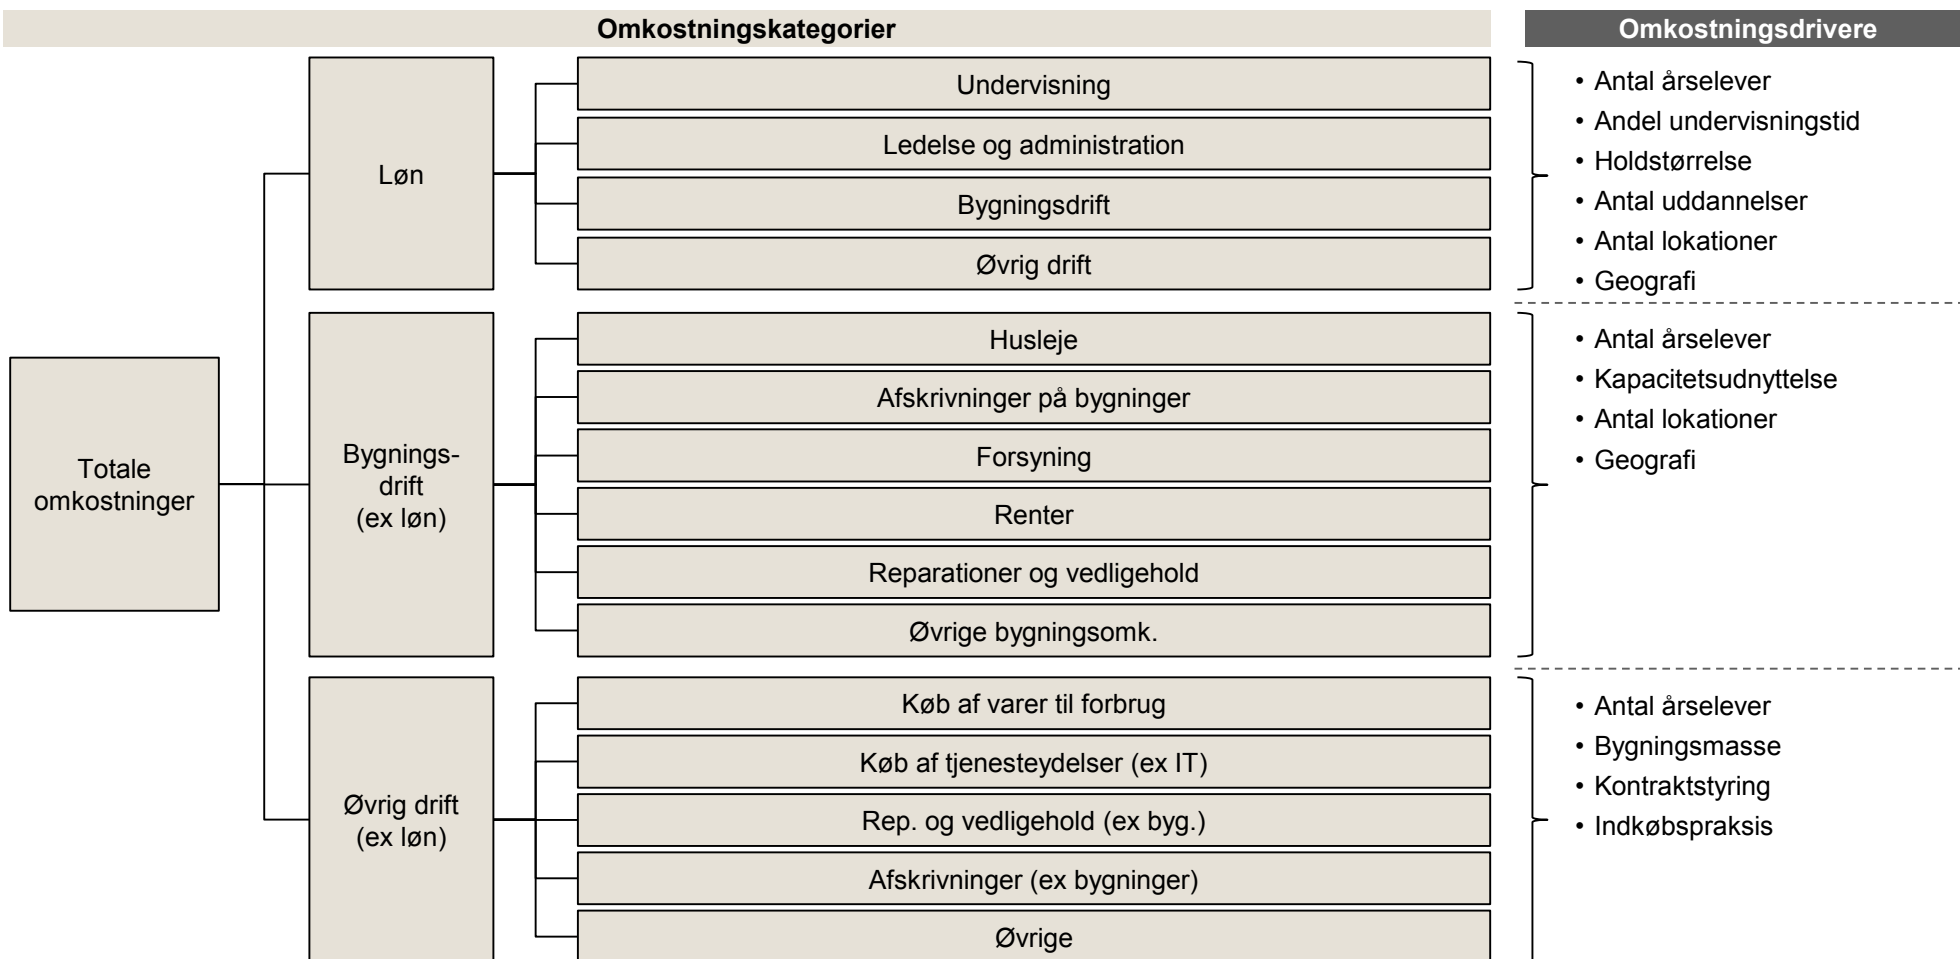 Omkostningskategorier
Omkostningsdrivere
Totale
omkostninger
Løn
Undervisning
Ledelse og administration
Bygningsdrift
Øvrig drift
• Antal årselever
• Andel undervisningstid
• Holdstørrelse
• Antal uddannelser
• Antal lokationer
• Geografi
Bygnings-
drift
(ex løn)
Husleje
Afskrivninger på bygninger
Forsyning
Renter
Reparationer og vedligehold
Øvrige bygningsomk.
• Antal årselever
• Kapacitetsudnyttelse
• Antal lokationer
• Geografi
Øvrig drift
(ex løn)
Køb af varer til forbrug
Køb af tjenesteydelser (ex IT)
Rep. og vedligehold (ex byg.)
Afskrivninger (ex bygninger)
Øvrige
• Antal årselever
• Bygningsmasse
• Kontraktstyring
• Indkøbspraksis